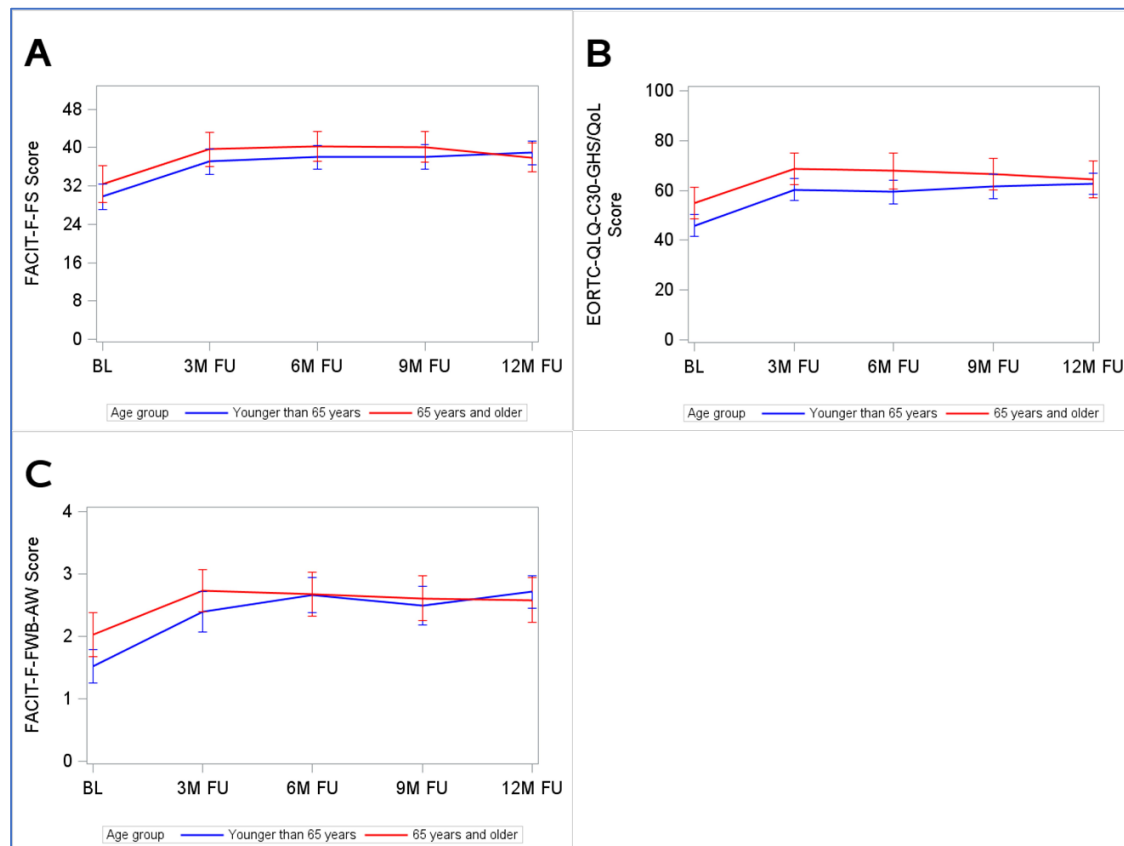 A
FACIT-F-FS Score
48
40
32
24
16
8
0
BL 3M FU 6M FU 9M FU 12M FU
Age group Younger than 65 years 65 years and older
B
EORTC-QLQ-C30-GHS/QoL
Score
100
80
60
40
20
0
BL 3M FU 6M FU 9M FU 12M FU
Age group Younger than 65 years 65 years and older
C
FACIT-F-FWB-AW Score
4
3
2
1
0
BL 3M FU 6M FU 9M FU 12M FU
Age group Younger than 65 years 65 years and older